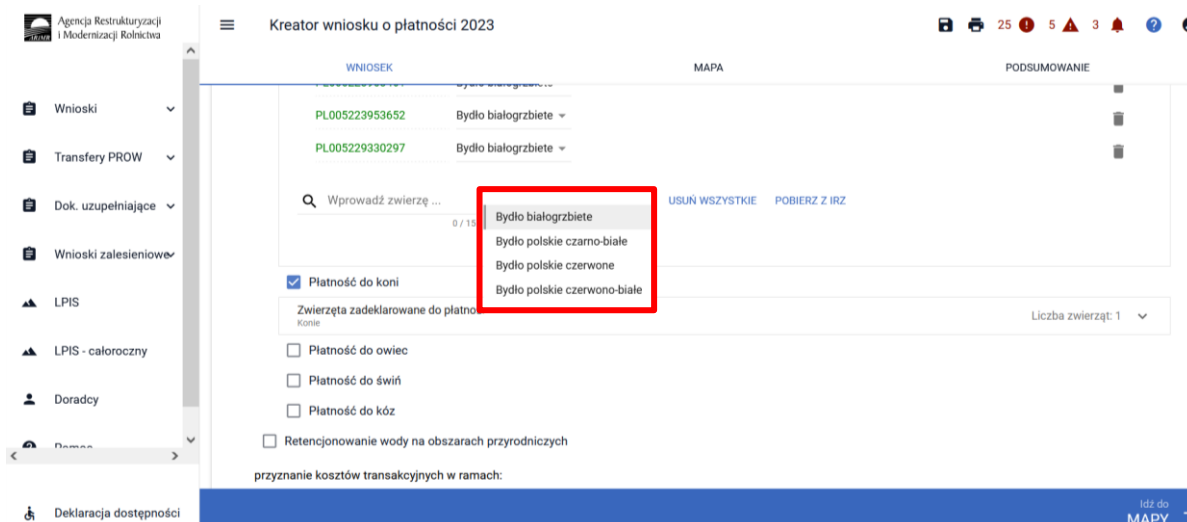 Agencja Restrukturyzacji
i Modernizacji Rolnictwa
Kreator wniosku o płatności 2023
25 5 3
WNIOSEK MAPA PODSUMOWANIE
Wnioski
Transfery PROW
Dok. uzupełniające
Wnioski zalesieniowe
LPIS
LPIS - całoroczny
Doradcy
Pomoc
Deklaracja dostępności
PL005223953652 Bydło białogrzbiete
PL005229330297 Bydło białogrzbiete
Wprowadź zwierzę ...
0 / 15
USUŃ WSZYSTKIE POBIERZ Z IRZ
Bydło białogrzbiete
Bydło polskie czarno-białe
Bydło polskie czerwone
Bydło polskie czerwono-białe
Płatność do koni
Zwierzęta zadeklarowane do
Konie
Liczba zwierząt: 1
Płatność do owiec
Płatność do świń
Płatność do kóz
Retencjonowanie wody na obszarach przyrodniczych
przyznanie kosztów transakcyjnych w ramach:
Idź do
MAPY